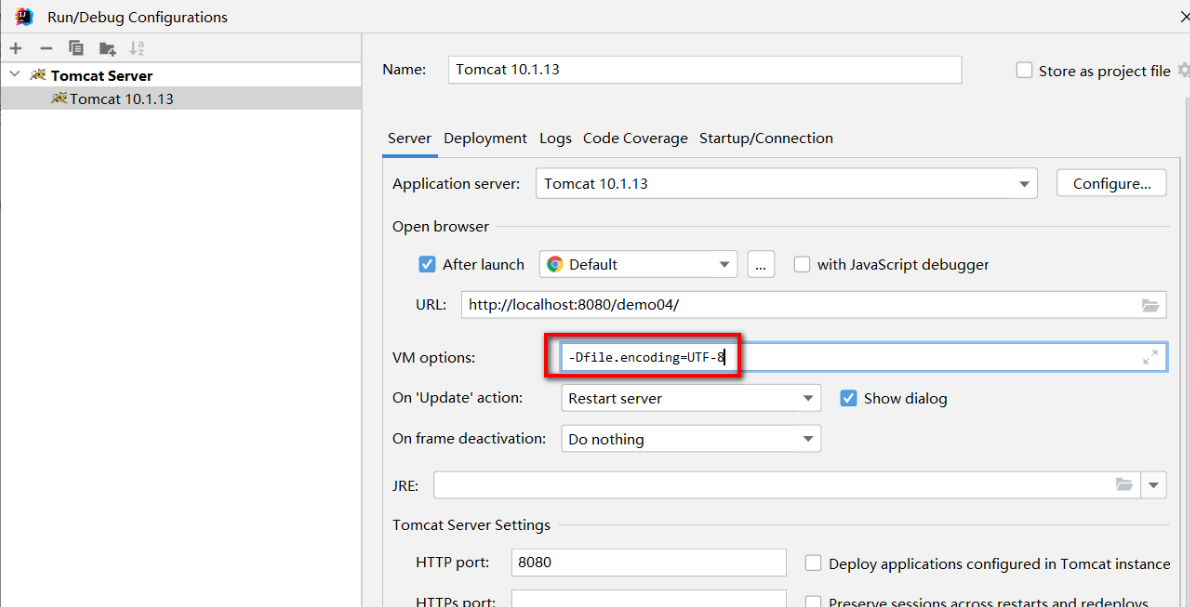 Run/Debug Configurations
Tomcat Server
Tomcat 10.1.13
Name: Tomcat 10.1.13 Store as project file
Server Deployment Logs Code Coverage Startup/Connection
Application server: Tomcat 10.1.13 Configure...
Open browser
After launch Default ... with JavaScript debugger
URL: http://localhost:8080/demo04/
VM options: -Dfile.encoding=UTF-8
On 'Update' action: Restart server Show dialog
On frame deactivation: Do nothing
JRE:
Tomcat Server Settings
HTTP port: 8080 Deploy applications configured in Tomcat instance
HTTPs port: Preserve sessions across restarts and redeploys